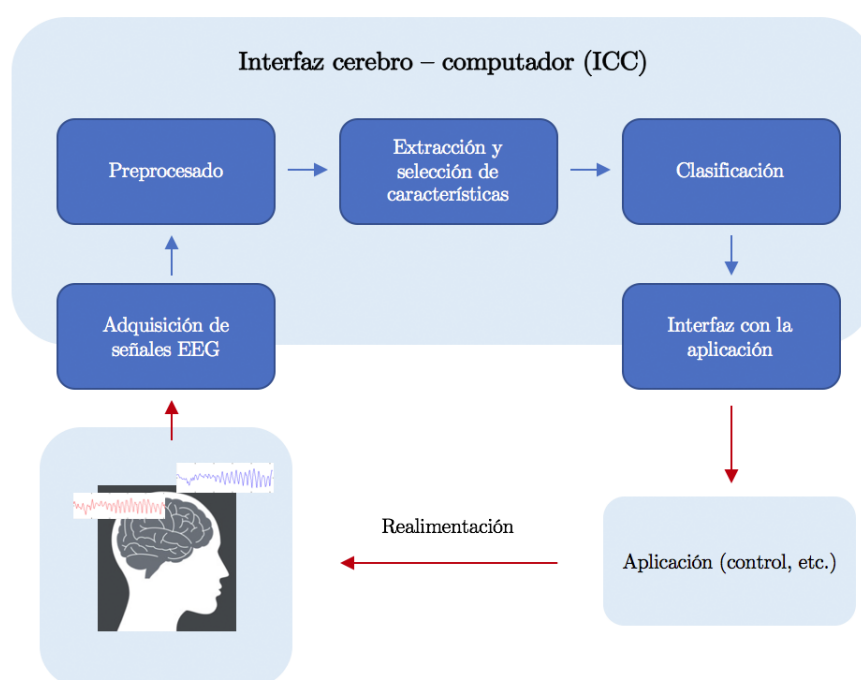 Interfaz cerebro – computador (ICC)
Preprocesado
Extracción y
selección de
características
Clasificación
Adquisición de
señales EEG
Interfaz con la
aplicación
Realimentación
Aplicación (control, etc.)